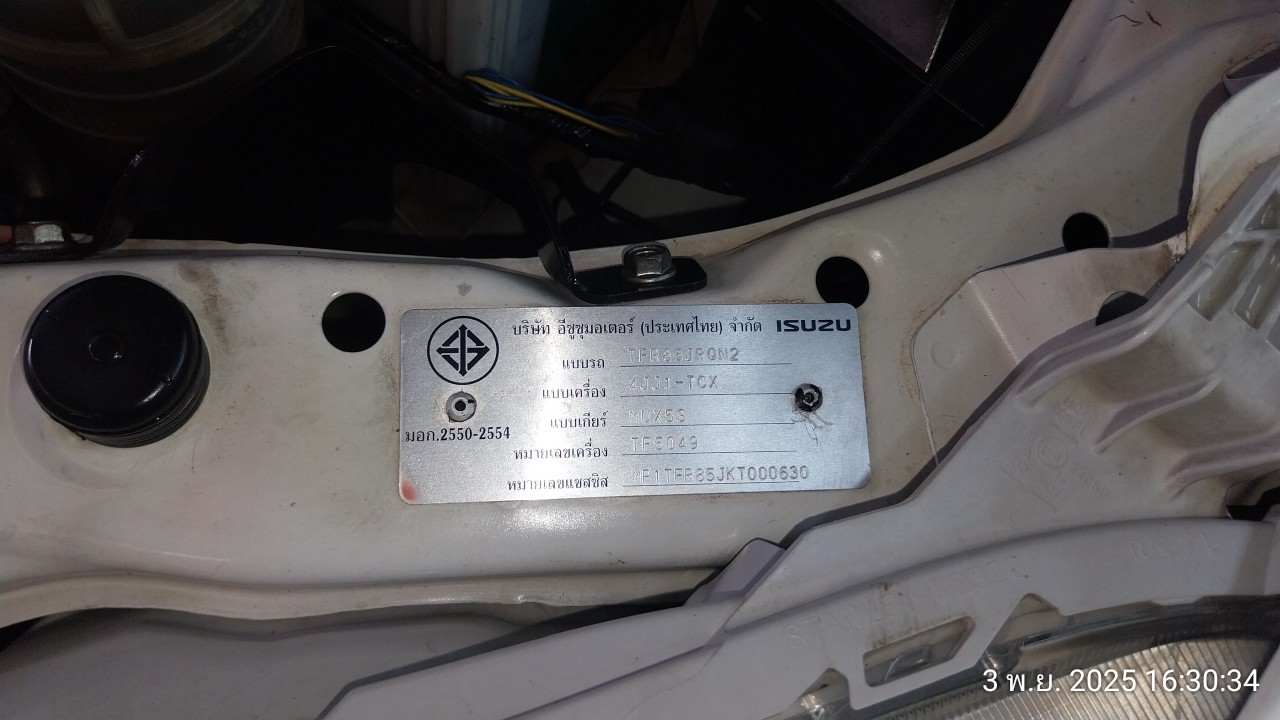 บริษัท อีซูซุมอเตอร์ (ประเทศไทย) จำกัด ISUZU
แบบรถ TFR85JRQN2
แบบเครื่อง 4JJ1-TCX
แบบเกียร์ MUX5S
มอก.2550-2554
หมายเลขเครื่อง TF5049
หมายเลขแชสซิส MP1TFR85JKT000630
3 พ.ย. 2025 16:30:34